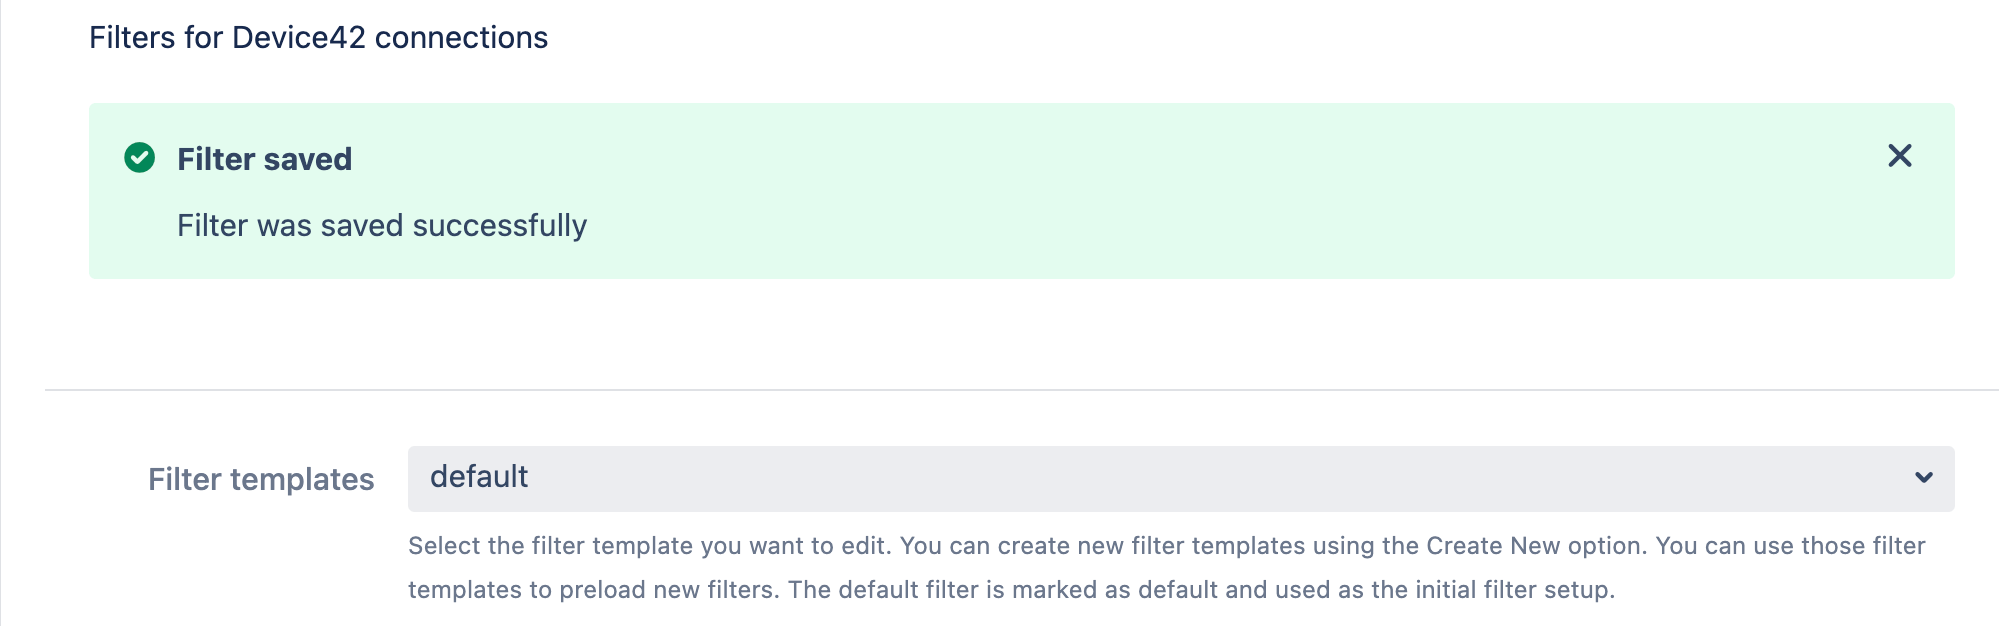 Filters for Device42 connections
Filter saved
Filter was saved successfully
Filter templates
default
Select the filter template you want to edit. You can create new filter templates using the Create New option. You can use those filter
templates to preload new filters. The default filter is marked as default and used as the initial filter setup.